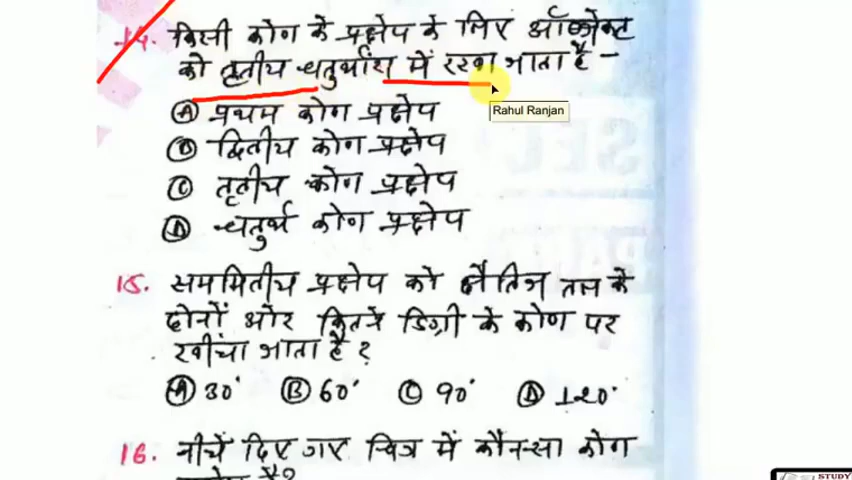 14. किसी कोण के प्रक्षेप के लिए ऑब्जेक्ट
को तृतीय चतुर्थांश में रखा जाता है -
Rahul Ranjan
Ⓐ प्रथम कोण प्रक्षेप
Ⓑ द्वितीय कोण प्रक्षेप
Ⓒ तृतीय कोण प्रक्षेप
Ⓓ चतुर्थ कोण प्रक्षेप
15. सममितीय प्रक्षेप को क्षैतिज तल के
दोनों ओर कितने डिग्री के कोण पर
खींचा जाता है ?
Ⓐ 30° Ⓑ 60° Ⓒ 90° Ⓓ 120°
16. नीचें दिए गए चित्र में कौनसा कोण
है?
STUDY